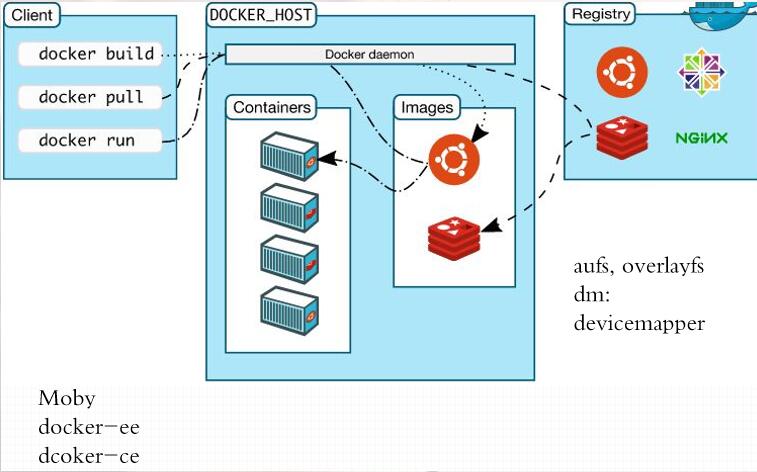 Client
docker build
docker pull
docker run
DOCKER_HOST
Docker daemon
Containers
Images
Registry
NGiNX
aufs, overlayfs
dm:
devicemapper
Moby
docker-ee
dcoker-ce